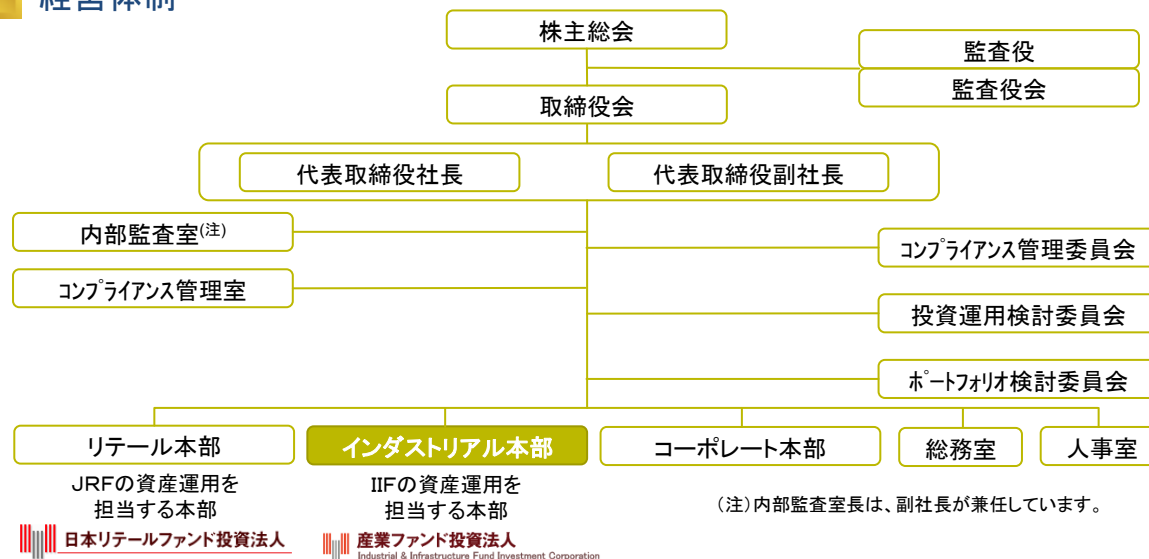 経営体制
株主総会
監査役
監査役会
取締役会
代表取締役社長
代表取締役副社長
内部監査室(注)
コンプライアンス管理委員会
コンプライアンス管理室
投資運用検討委員会
ポートフォリオ検討委員会
リテール本部
インダストリアル本部
コーポレート本部
総務室
人事室
JRFの資産運用を
担当する本部
IIFの資産運用を
担当する本部
(注)内部監査室長は、副社長が兼任しています。
日本リテールファンド投資法人
産業ファンド投資法人
Industrial & Infrastructure Fund Investment Corporation